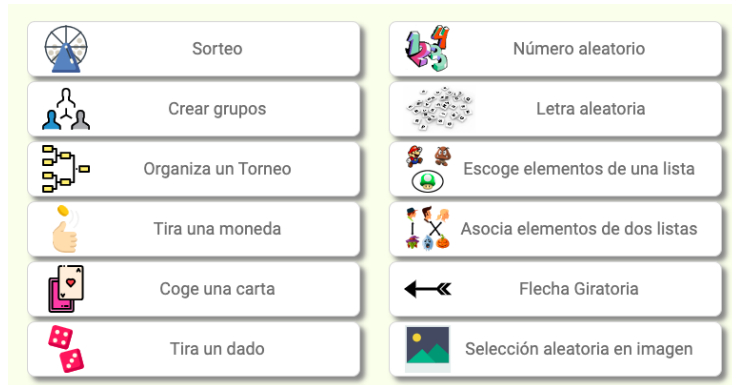 Sorteo
Número aleatorio
Crear grupos
Letra aleatoria
Organiza un Torneo
Escoge elementos de una lista
Tira una moneda
Asocia elementos de dos listas
Coge una carta
Flecha Giratoria
Tira un dado
Selección aleatoria en imagen